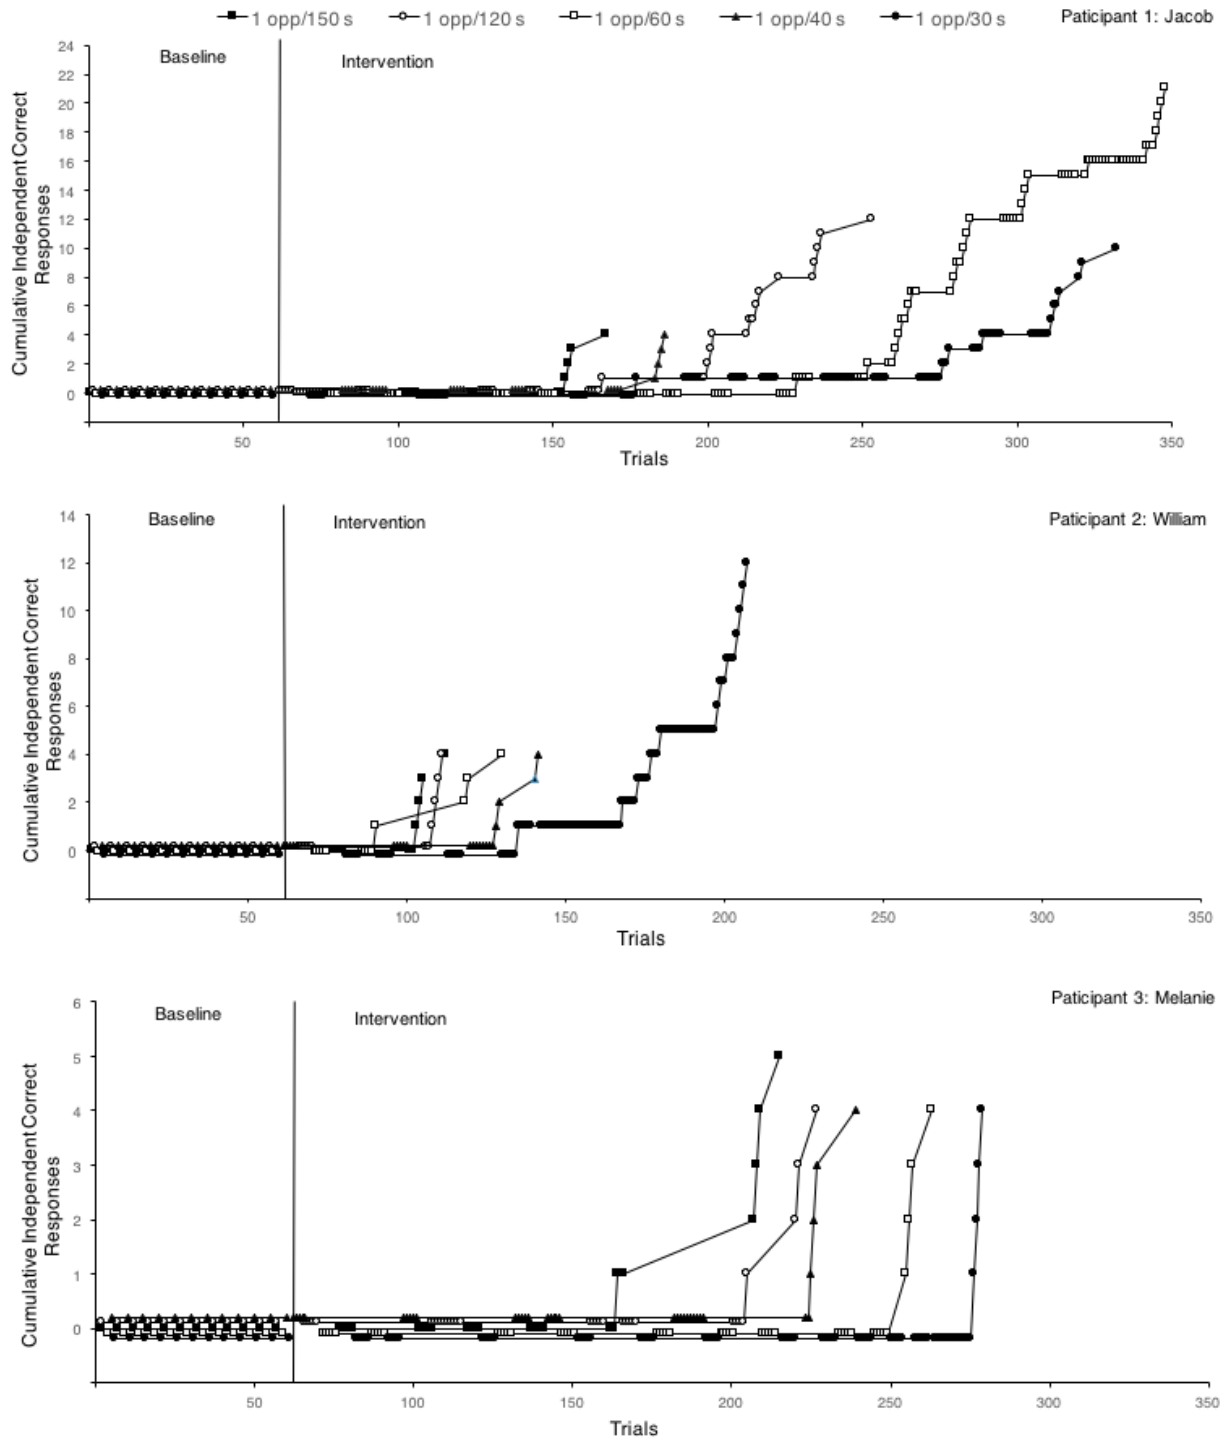 1 opp/150 s 1 opp/120 s 1 opp/60 s 1 opp/40 s 1 opp/30 s
Paticipant 1: Jacob
Baseline
Intervention
Cumulative Independent Correct
Responses
24
22
20
18
16
14
12
10
8
6
4
2
0
50 100 150 200 250 300 350
Trials
Paticipant 2: William
Baseline
Intervention
Cumulative Independent Correct
Responses
14
12
10
8
6
4
2
0
50 100 150 200 250 300 350
Trials
Paticipant 3: Melanie
Baseline
Intervention
Cumulative Independent Correct
Responses
6
5
4
3
2
1
0
50 100 150 200 250 300 350
Trials